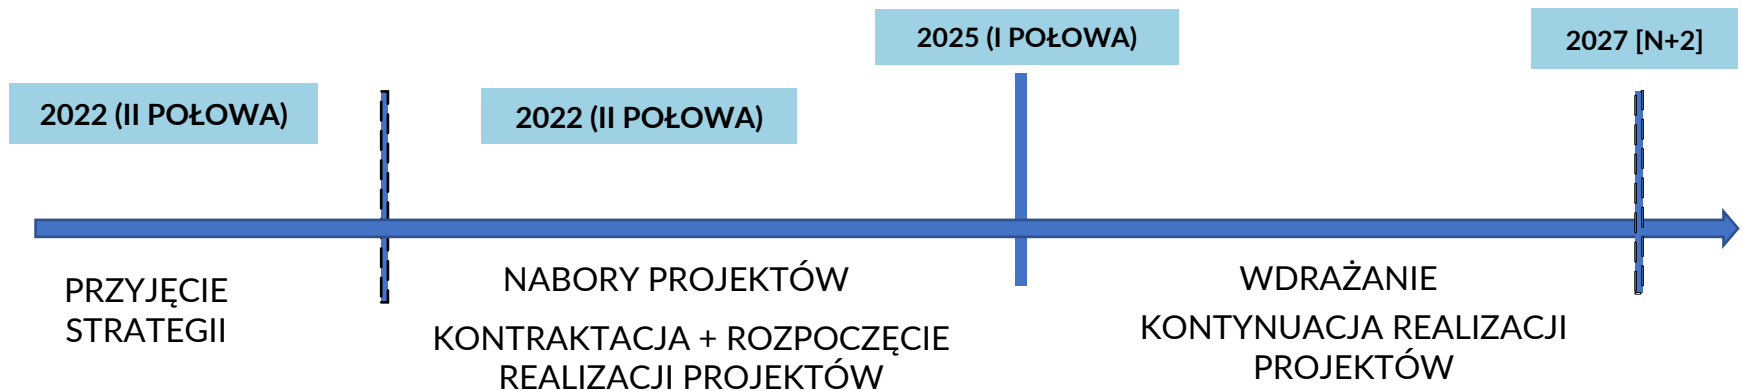 2025 (I POŁOWA)
2027 [N+2]
2022 (II POŁOWA)
2022 (II POŁOWA)
PRZYJĘCIE
STRATEGII
NABORY PROJEKTÓW
KONTRAKTACJA + ROZPOCZĘCIE
REALIZACJI PROJEKTÓW
WDRAŻANIE
KONTYNUACJA REALIZACJI
PROJEKTÓW